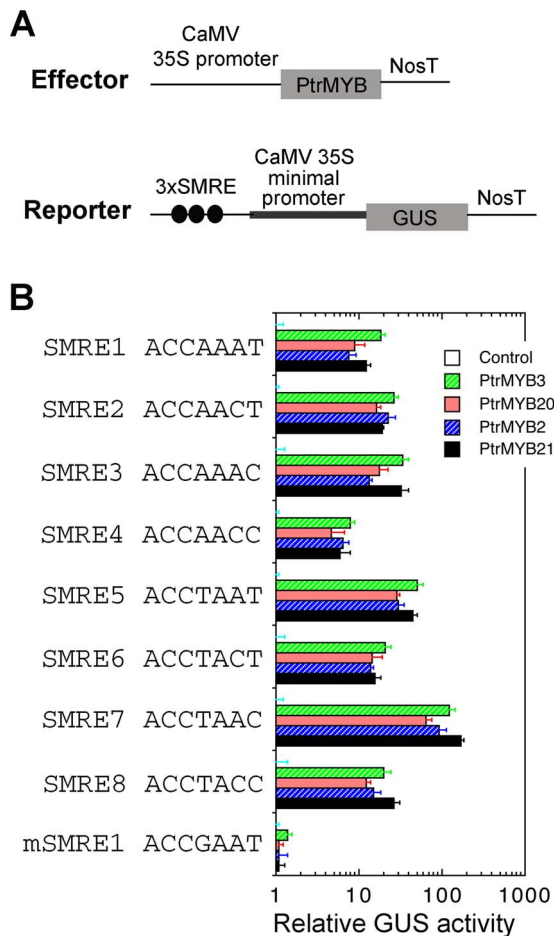 A
CaMV
35S promoter
NosT
Effector
PtrMYB
CaMV 35S
minimal
promoter
3xSMRE
NosT
Reporter
GUS
B
SMRE1 ACCAAAT
SMRE2 ACCAACT
SMRE3 ACCAAAC
SMRE4 ACCAACC
SMRE5 ACCTAAT
SMRE6 ACCTACT
SMRE7 ACCTAAC
SMRE8 ACCTACC
mSMRE1 ACCGAAT
Control
PtrMYB3
PtrMYB20
PtrMYB2
PtrMYB21
1 10 100 1000
Relative GUS activity